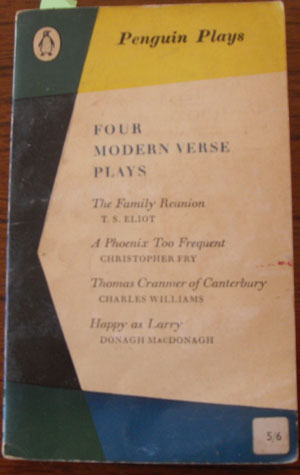 Penguin Plays
FOUR
MODERN VERSE
PLAYS
The Family Reunion
T. S. ELIOT
A Phoenix Too Frequent
CHRISTOPHER FRY
Thomas Cranmer of Canterbury
CHARLES WILLIAMS
Happy as Larry
DONAGH MACDONAGH
5/6